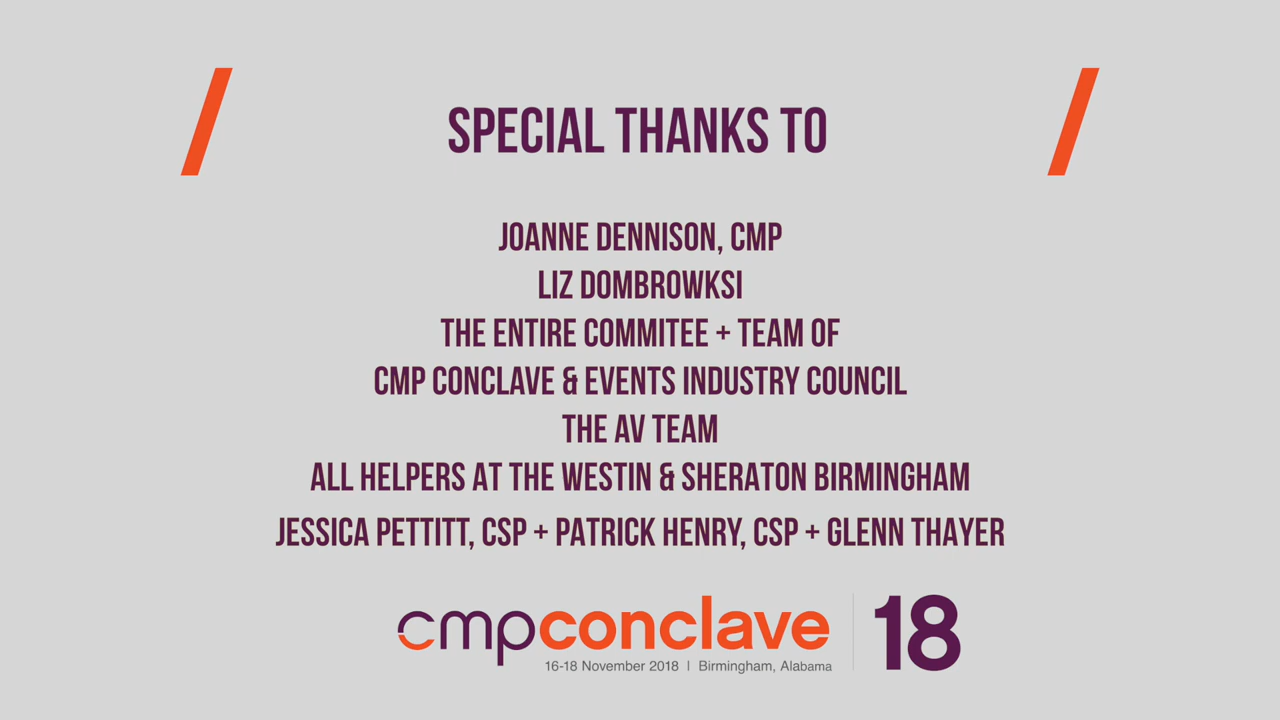 SPECIAL THANKS TO
JOANNE DENNISON, CMP
LIZ DOMBROWKSI
THE ENTIRE COMMITEE + TEAM OF
CMP CONCLAVE & EVENTS INDUSTRY COUNCIL
THE AV TEAM
ALL HELPERS AT THE WESTIN & SHERATON BIRMINGHAM
JESSICA PETTITT, CSP + PATRICK HENRY, CSP + GLENN THAYER
cmpconclave | 18
16-18 November 2018 | Birmingham, Alabama